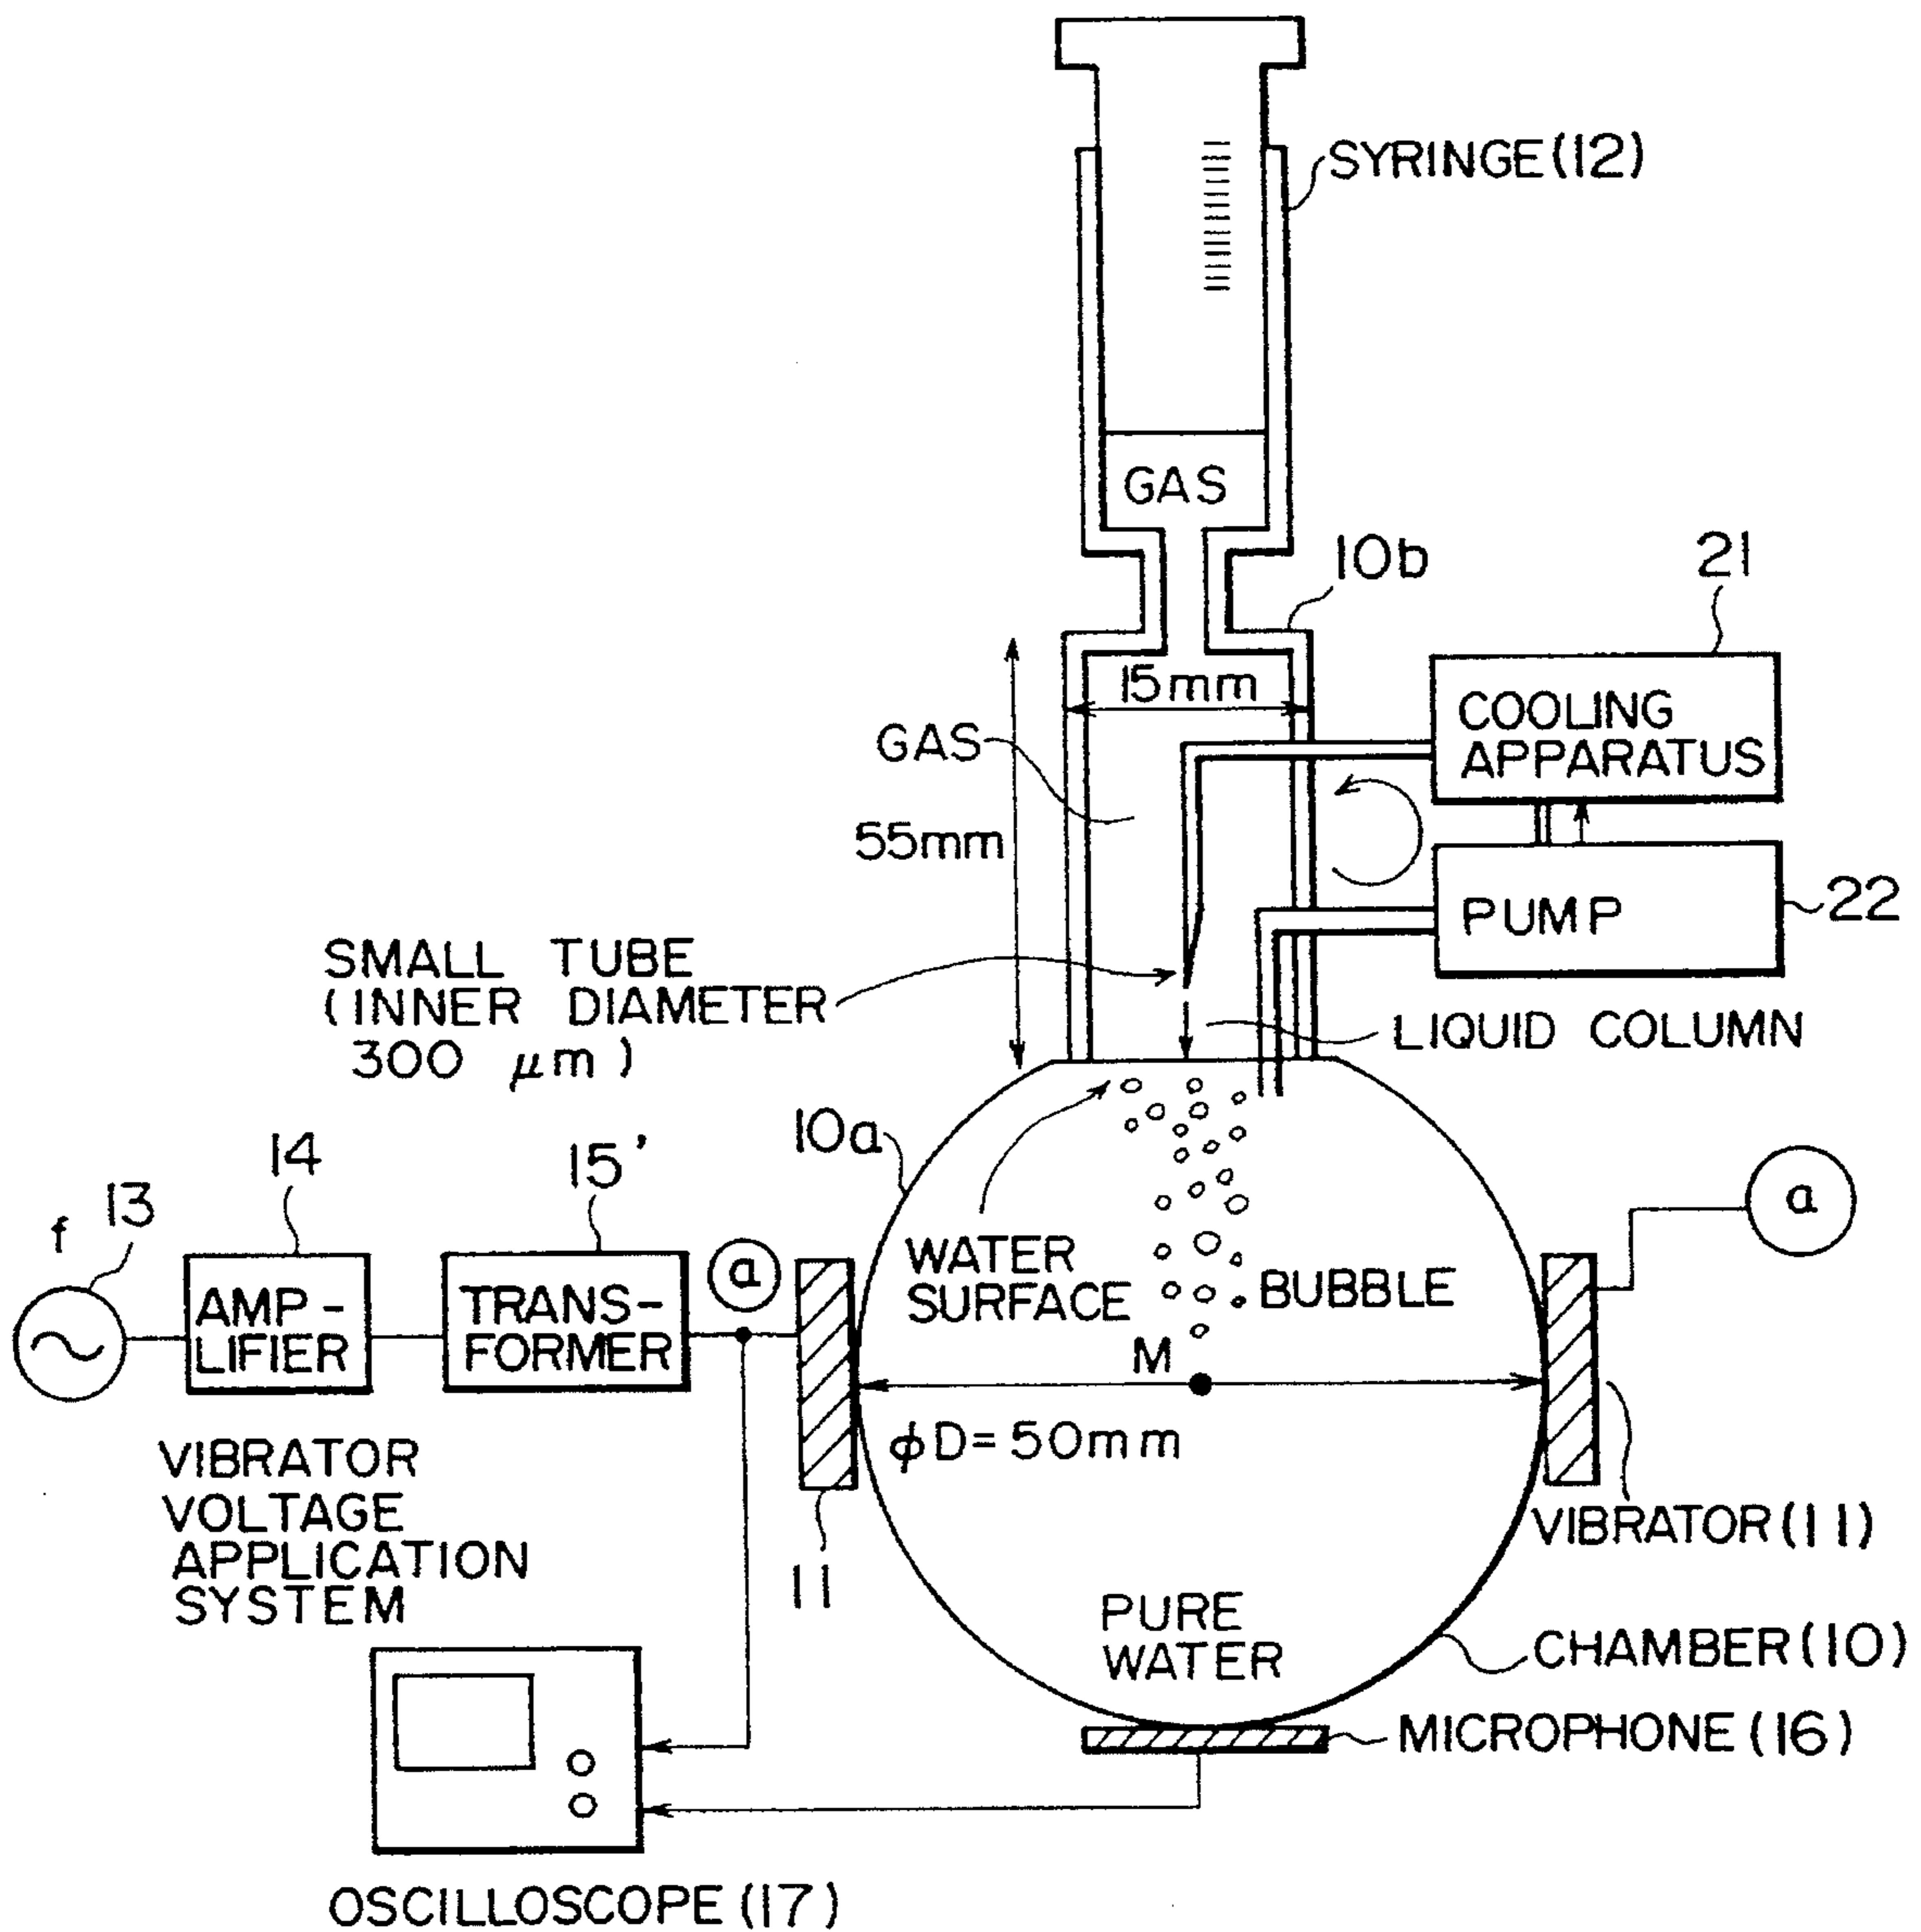 SYRINGE(12)
GAS
10b
21
15mm
COOLING
APPARATUS
GAS
55mm
PUMP
22
SMALL TUBE
(INNER DIAMETER
300 μm)
LIQUID COLUMN
10a
14
15'
a
f
13
a
WATER
SURFACE
BUBBLE
AMP-
LIFIER
TRANS-
FORMER
M
φD=50mm
VIBRATOR
VOLTAGE
APPLICATION
SYSTEM
11
VIBRATOR(11)
PURE
WATER
CHAMBER(10)
MICROPHONE(16)
OSCILLOSCOPE(17)